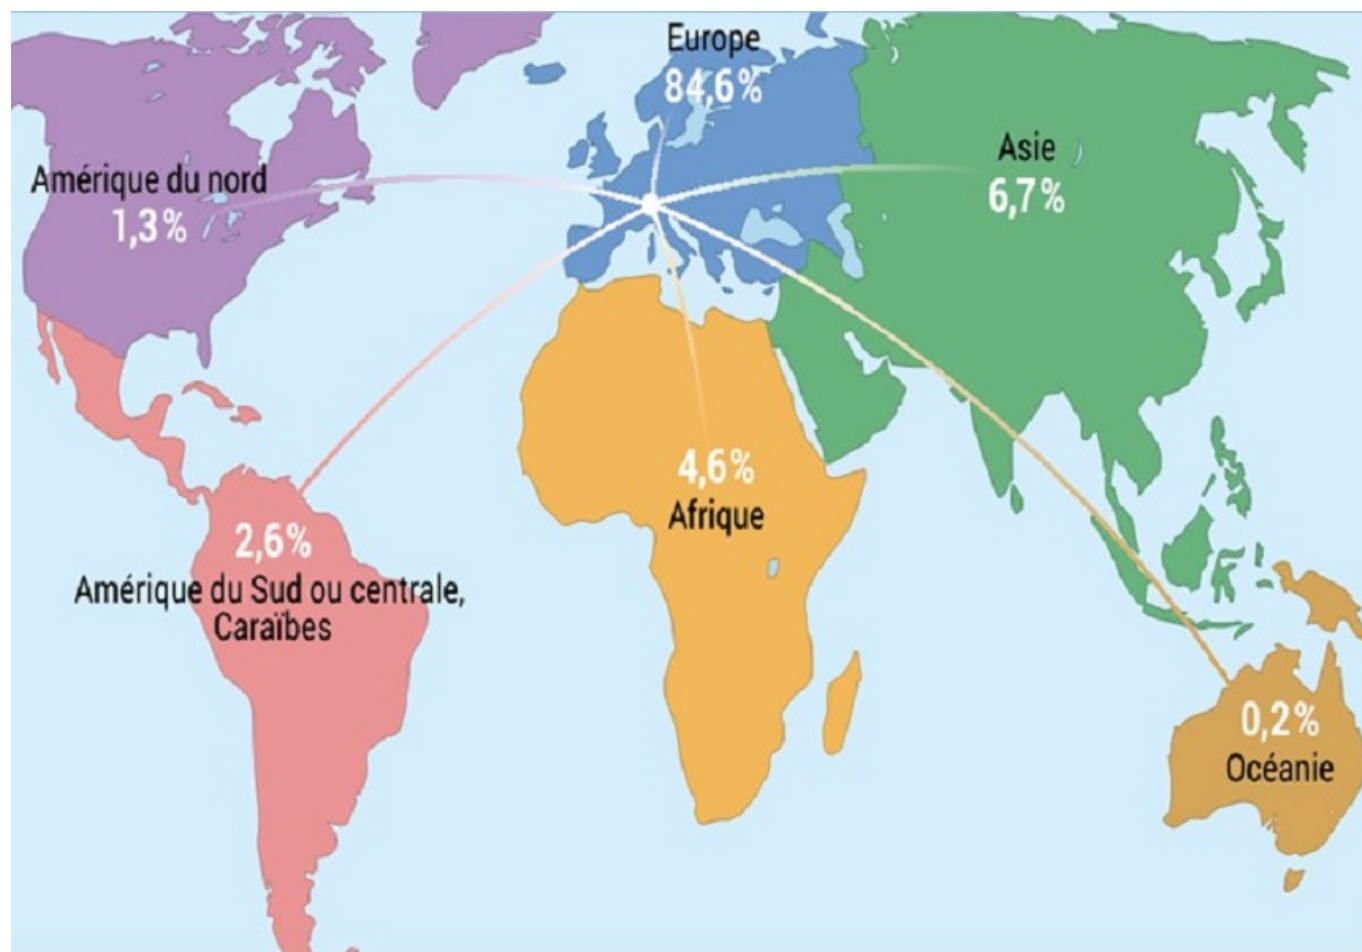 Europe
84,6%
Asie
6,7%
Amérique du nord
1,3%
4,6%
Afrique
2,6%
Amérique du Sud ou centrale,
Caraïbes
0,2%
Océanie